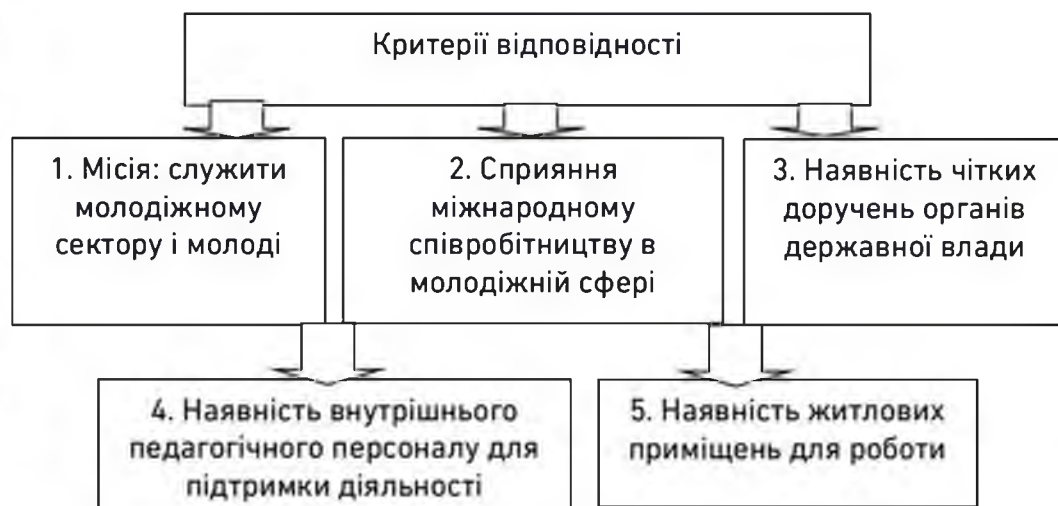 Критерії відповідності
1. Місія: служити
молодіжному
сектору і молоді
2. Сприяння
міжнародному
співробітництву в
молодіжній сфері
3. Наявність чітких
доручень органів
державної влади
4. Наявність внутрішнього
педагогічного персоналу для
підтримки діяльності
5. Наявність житлових
приміщень для роботи